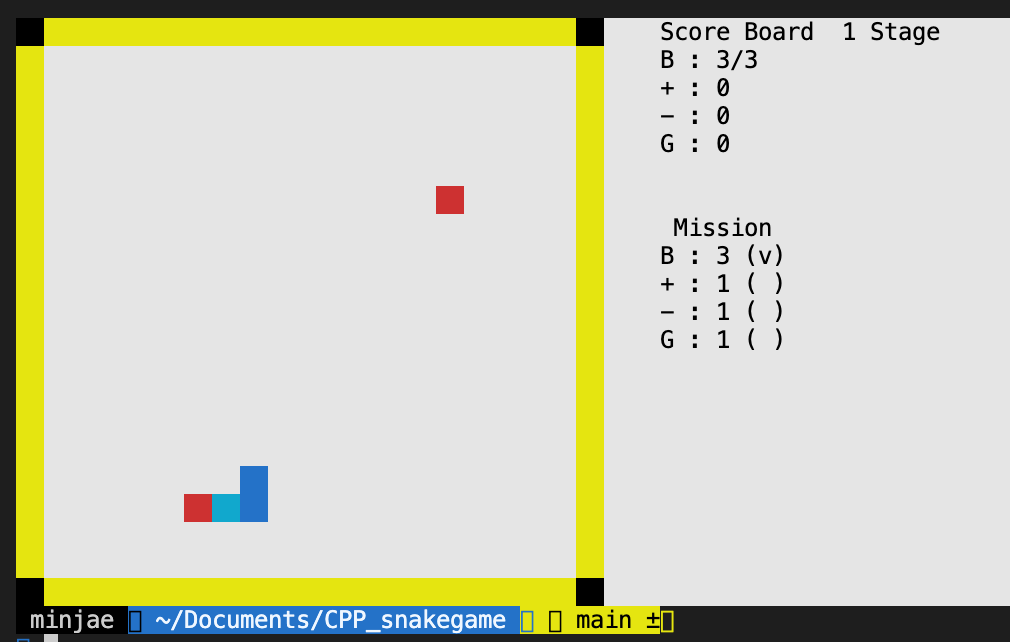 Score Board  1 Stage
B : 3/3
+ : 0
- : 0
G : 0
Mission
B : 3 (v)
+ : 1 ( )
- : 1 ( )
G : 1 ( )
minjae ~/Documents/CPP_snakegame main ±